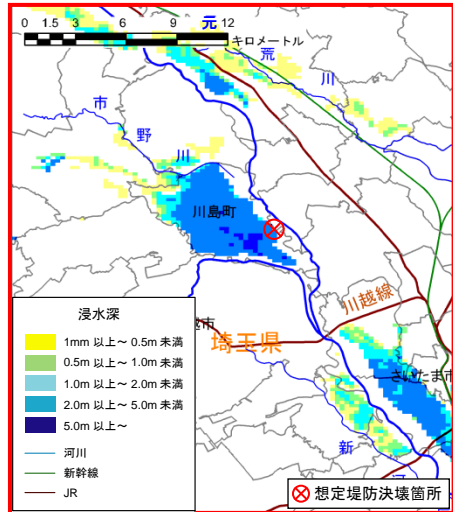 0 1.5 3 6 9 12
キロメートル
元
荒
川
市
野
川
川島町
川越線
越市
埼玉県
さいたま市
新
河
浸水深
1mm 以上～ 0.5m 未満
0.5m 以上～ 1.0m 未満
1.0m 以上～ 2.0m 未満
2.0m 以上～ 5.0m 未満
5.0m 以上～
河川
新幹線
JR
想定堤防決壊箇所